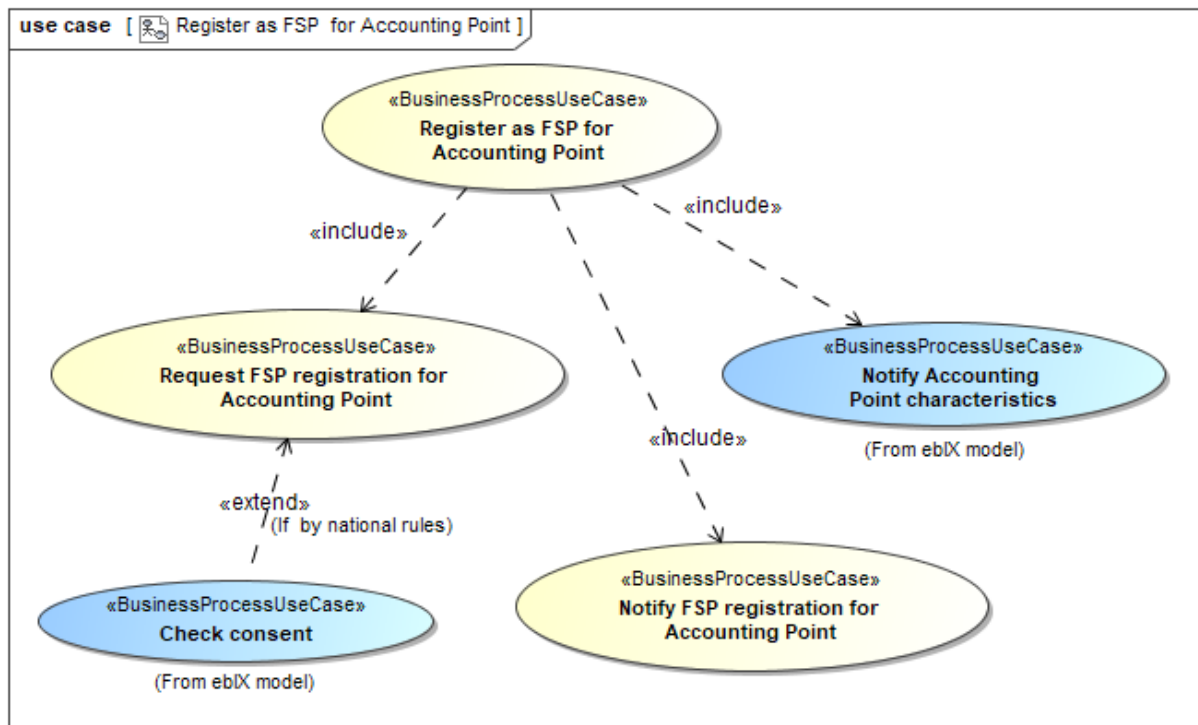 use case [ Register as FSP for Accounting Point ]
«BusinessProcessUseCase»
Register as FSP for
Accounting Point
«include»
«include»
«BusinessProcessUseCase»
Request FSP registration for
Accounting Point
«BusinessProcessUseCase»
Notify Accounting
Point characteristics
(From ebIX model)
«include»
«extend»
(If by national rules)
«BusinessProcessUseCase»
Check consent
(From ebIX model)
«BusinessProcessUseCase»
Notify FSP registration for
Accounting Point